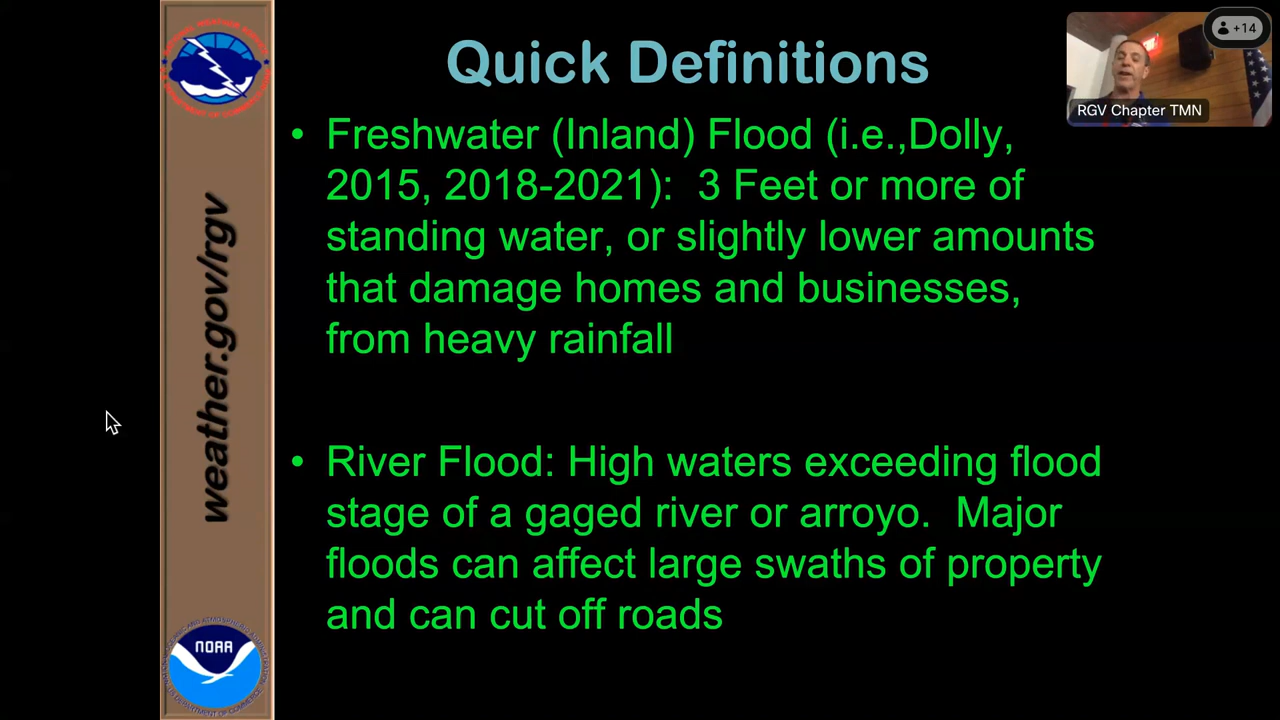 Quick Definitions
• Freshwater (Inland) Flood (i.e.,Dolly,
2015, 2018-2021):  3 Feet or more of
standing water, or slightly lower amounts
that damage homes and businesses,
from heavy rainfall
• River Flood: High waters exceeding flood
stage of a gaged river or arroyo.  Major
floods can affect large swaths of property
and can cut off roads
weather.gov/rgv
NOAA
+14
RGV Chapter TMN